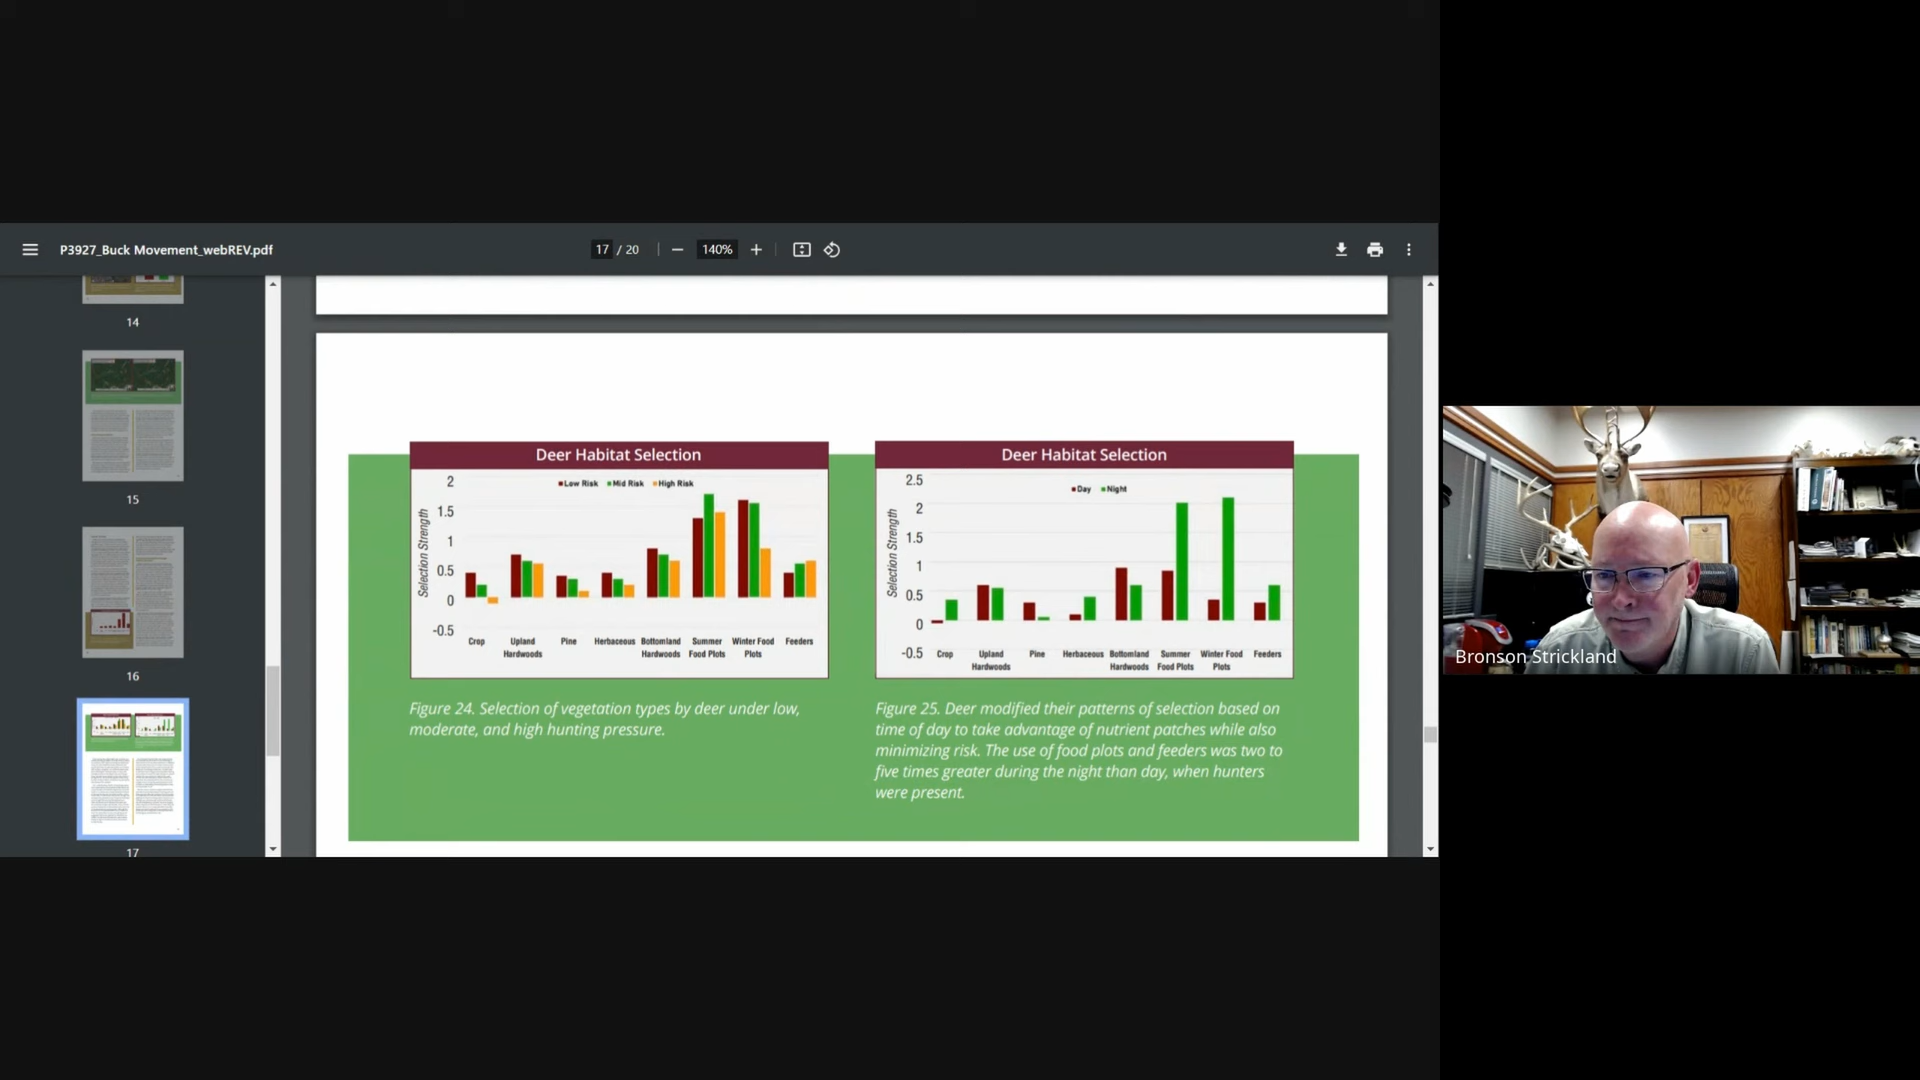 P3927_Buck Movement_webREV.pdf
17 / 20
140%
14
15
16
17
Deer Habitat Selection
Low Risk Mid Risk High Risk
Selection Strength
2
1.5
1
0.5
0
-0.5
Crop
Upland Hardwoods
Pine
Herbaceous
Bottomland Hardwoods
Summer Food Plots
Winter Food Plots
Feeders
Figure 24. Selection of vegetation types by deer under low,
moderate, and high hunting pressure.
Deer Habitat Selection
Day Night
Selection Strength
2.5
2
1.5
1
0.5
0
-0.5
Crop
Upland Hardwoods
Pine
Herbaceous
Bottomland Hardwoods
Summer Food Plots
Winter Food Plots
Feeders
Figure 25. Deer modified their patterns of selection based on
time of day to take advantage of nutrient patches while also
minimizing risk. The use of food plots and feeders was two to
five times greater during the night than day, when hunters
were present.
Bronson Strickland